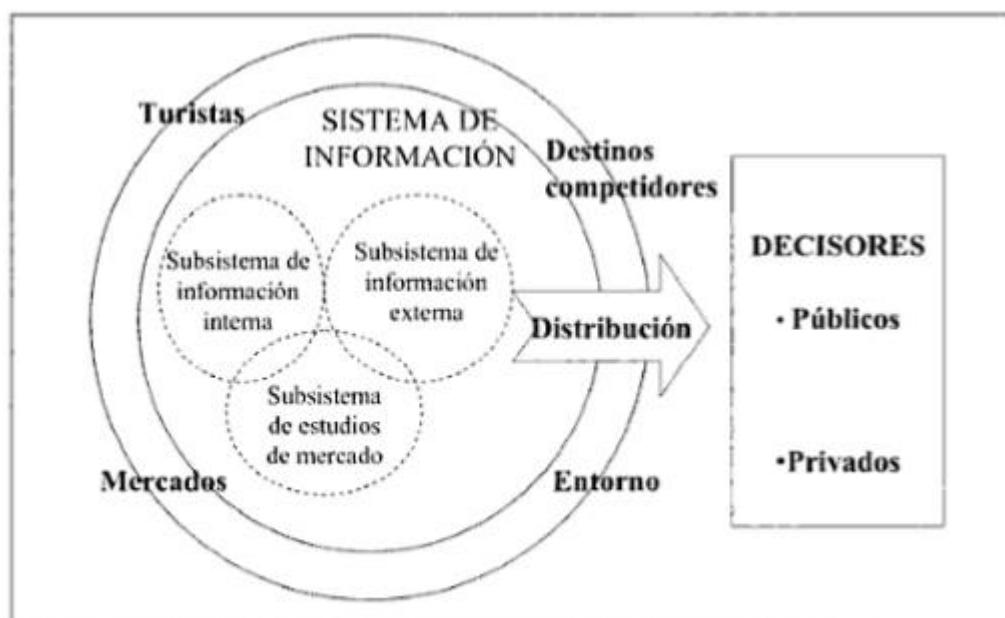 Turistas
SISTEMA DE
INFORMACIÓN
Destinos
competidores
Subsistema de
información
interna
Subsistema de
información
externa
Subsistema
de estudios
de mercado
Distribución
Mercados
Entorno
DECISORES
· Públicos
•Privados